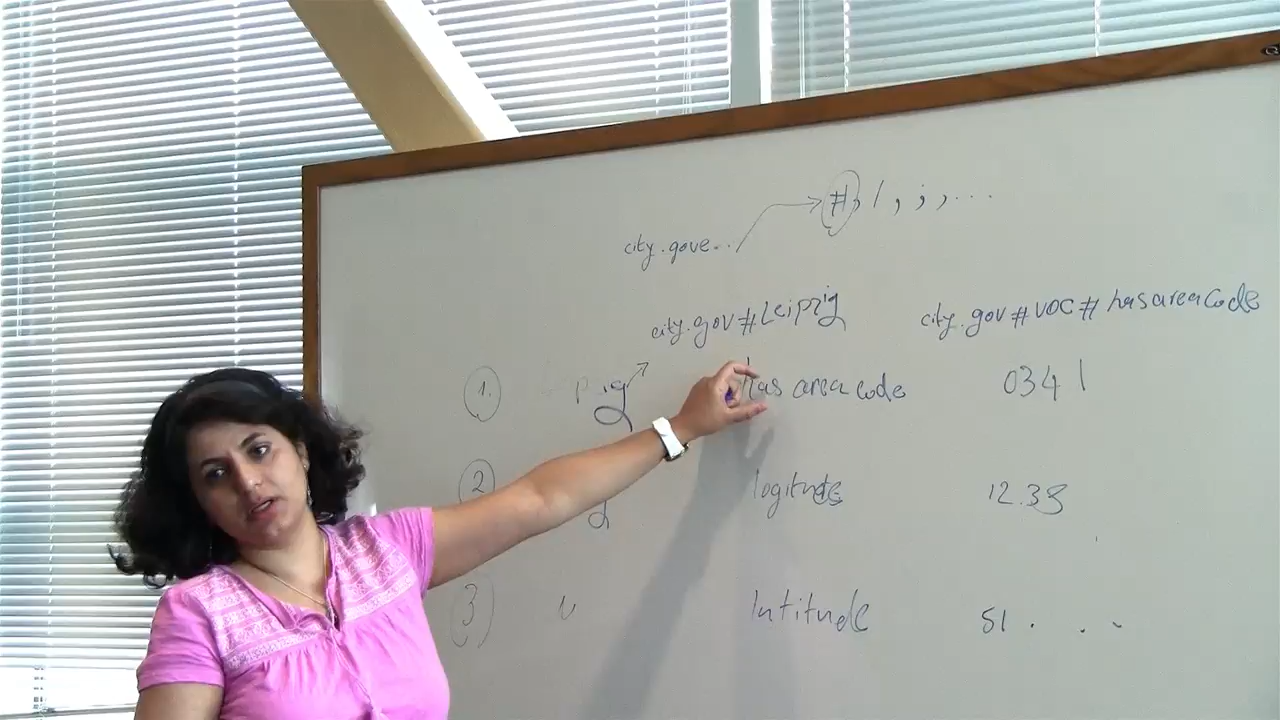 #, /, ;, ...
city.gove...
city.gov#Leipzig city.gov#VOC#hasareaCode
1. has area code 0341
2 logitude 12.38
3 " latitude 51. . .